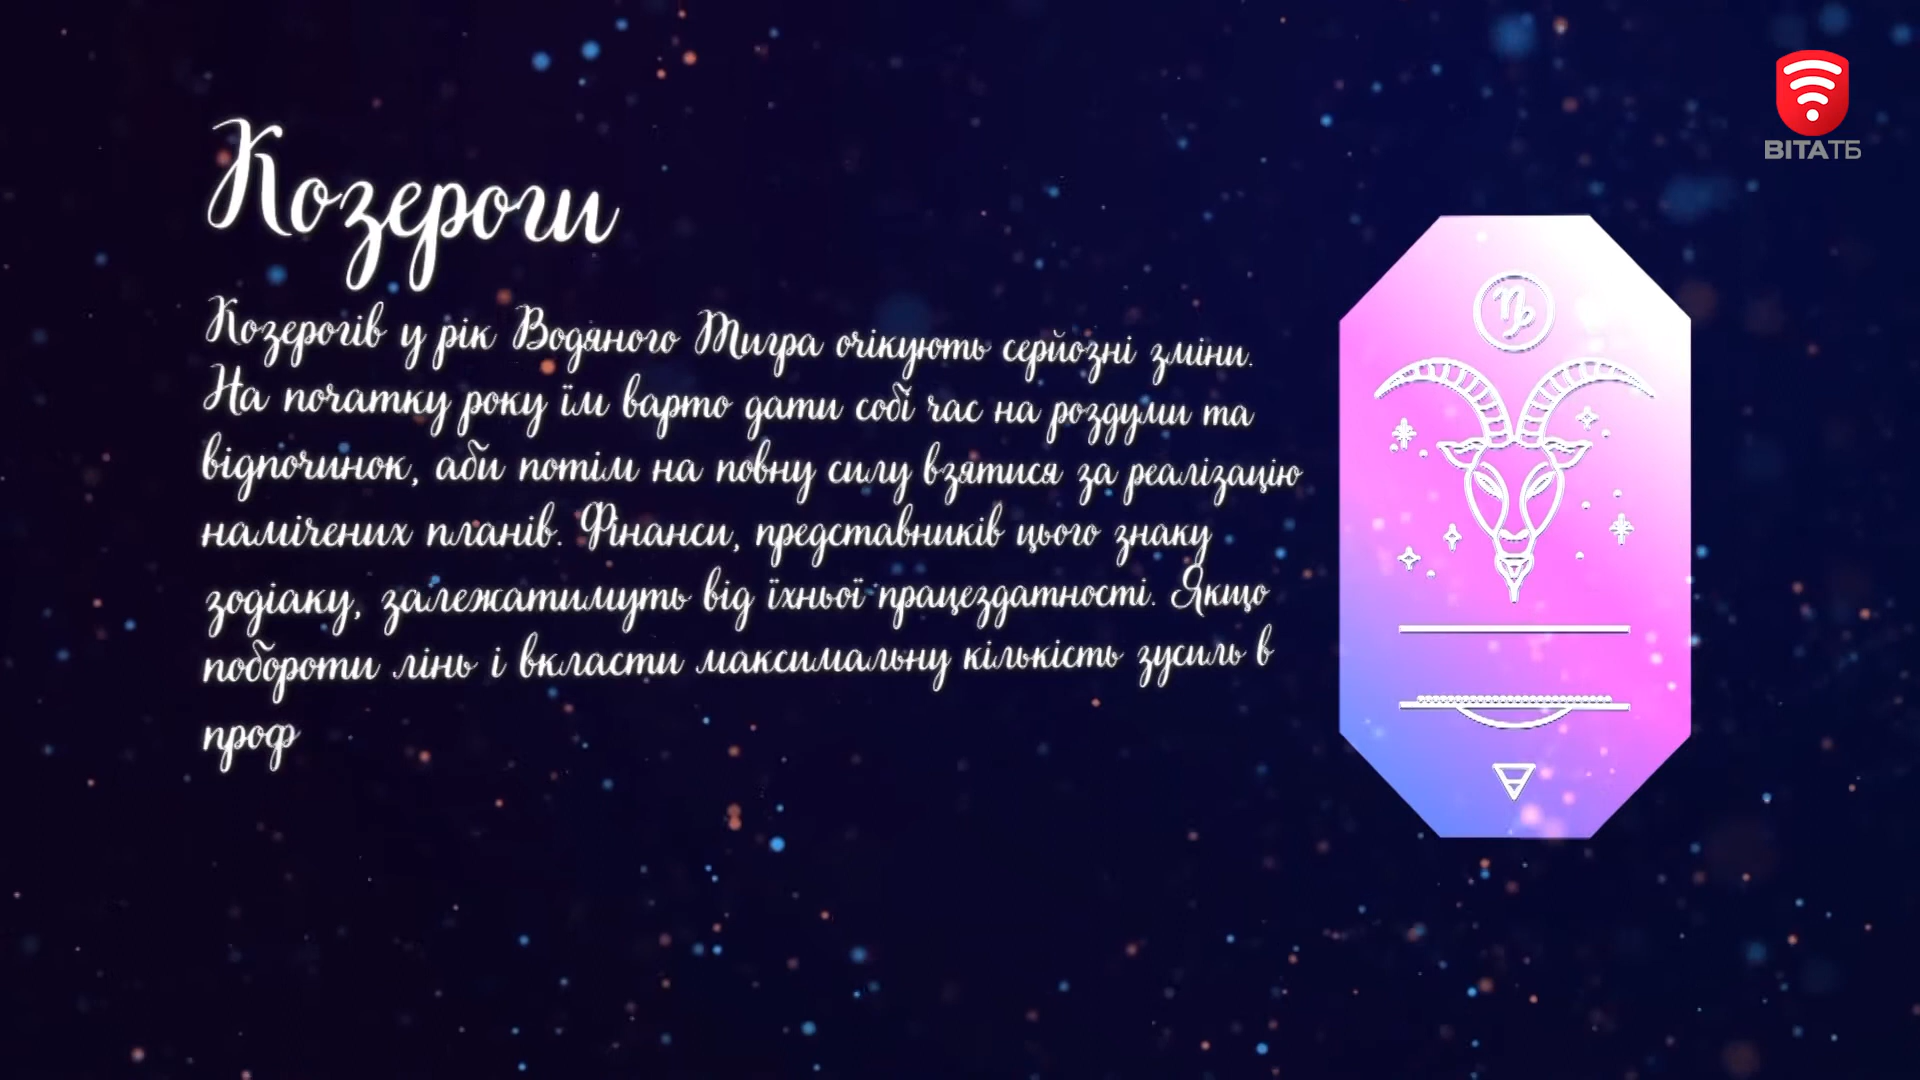 ВІТАТБ
Козероги
Козерогів у рік Водяного Тигра очікують серйозні зміни.
На початку року їм варто дати собі час на роздуми та
відпочинок, аби потім на повну силу взятися за реалізацію
намічених планів. Фінанси, представників цього знаку
зодіаку, залежатимуть від їхньої працездатності. Якщо
побороти лінь і вкласти максимальну кількість зусиль в
проф